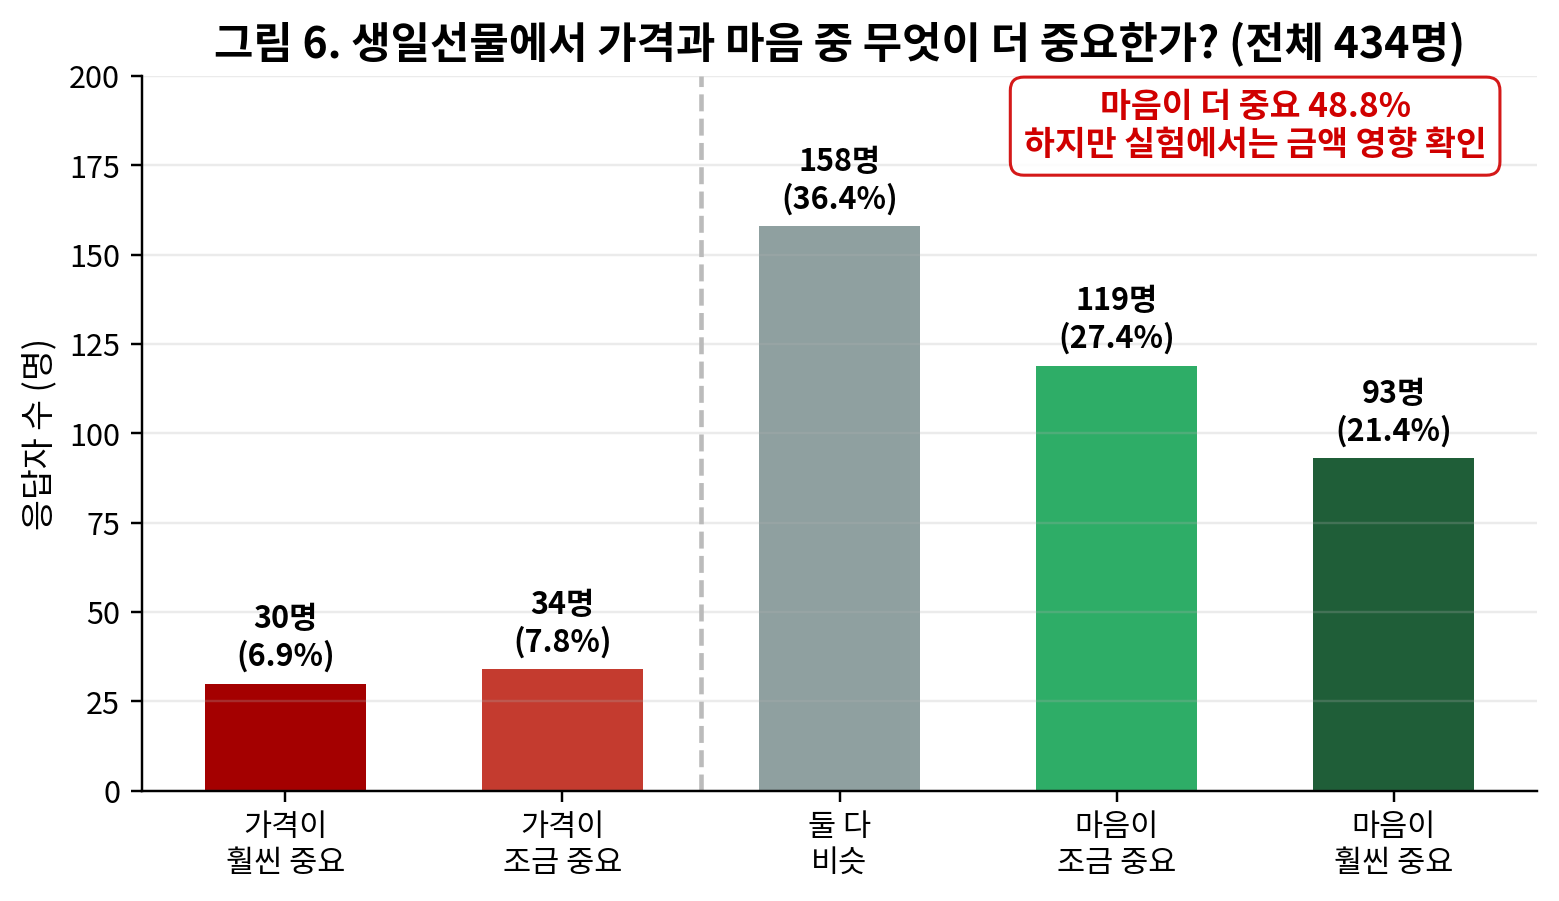 그림 6. 생일선물에서 가격과 마음 중 무엇이 더 중요한가? (전체 434명)
마음이 더 중요 48.8%
하지만 실험에서는 금액 영향 확인
응답자 수 (명)
200
175
150
125
100
75
50
25
0
30명
(6.9%)
34명
(7.8%)
158명
(36.4%)
119명
(27.4%)
93명
(21.4%)
가격이
훨씬 중요
가격이
조금 중요
둘 다
비슷
마음이
조금 중요
마음이
훨씬 중요